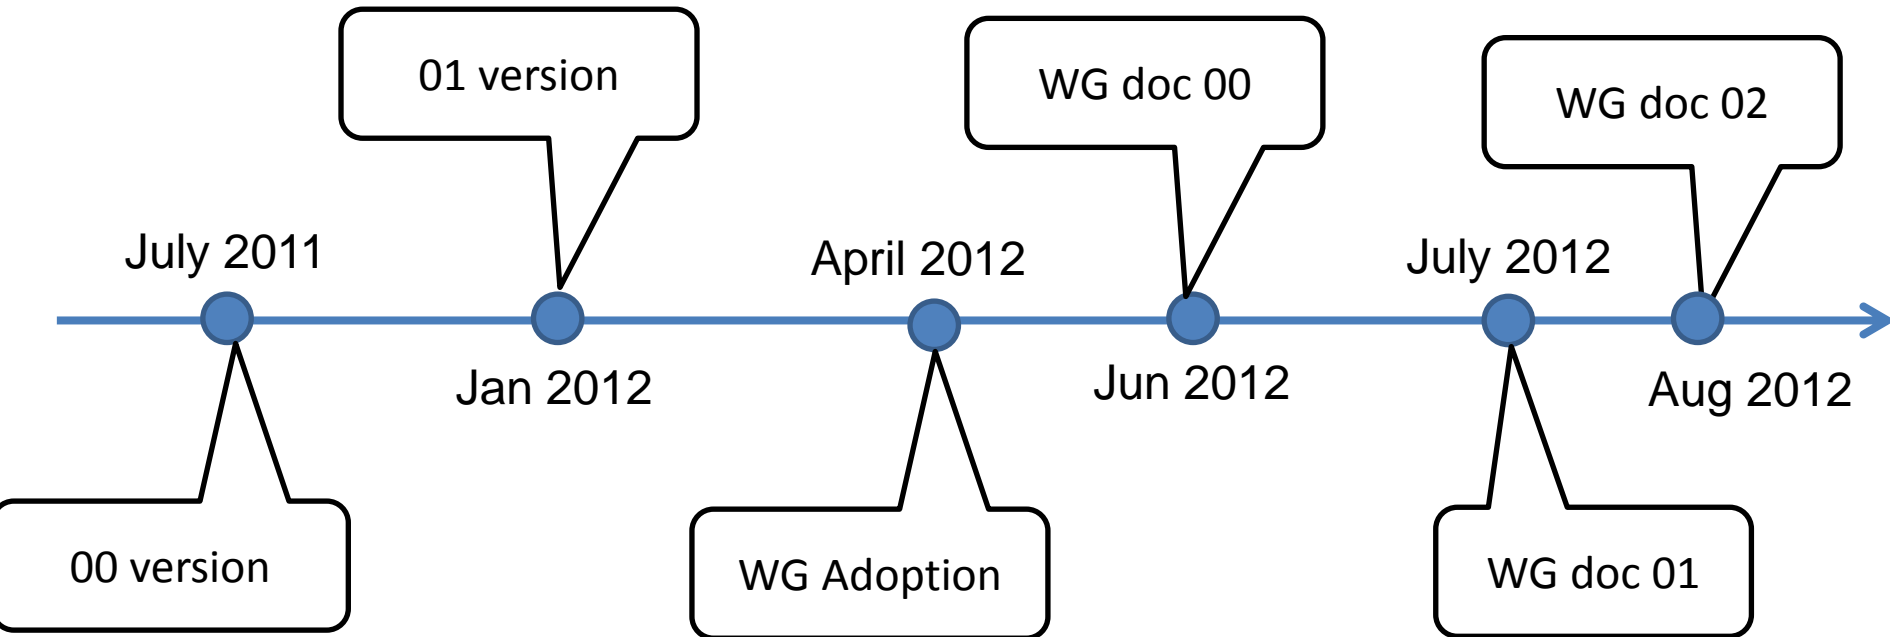 01 version
WG doc 00
WG doc 02
July 2011
April 2012
July 2012
Jan 2012
Jun 2012
Aug 2012
00 version
WG Adoption
WG doc 01